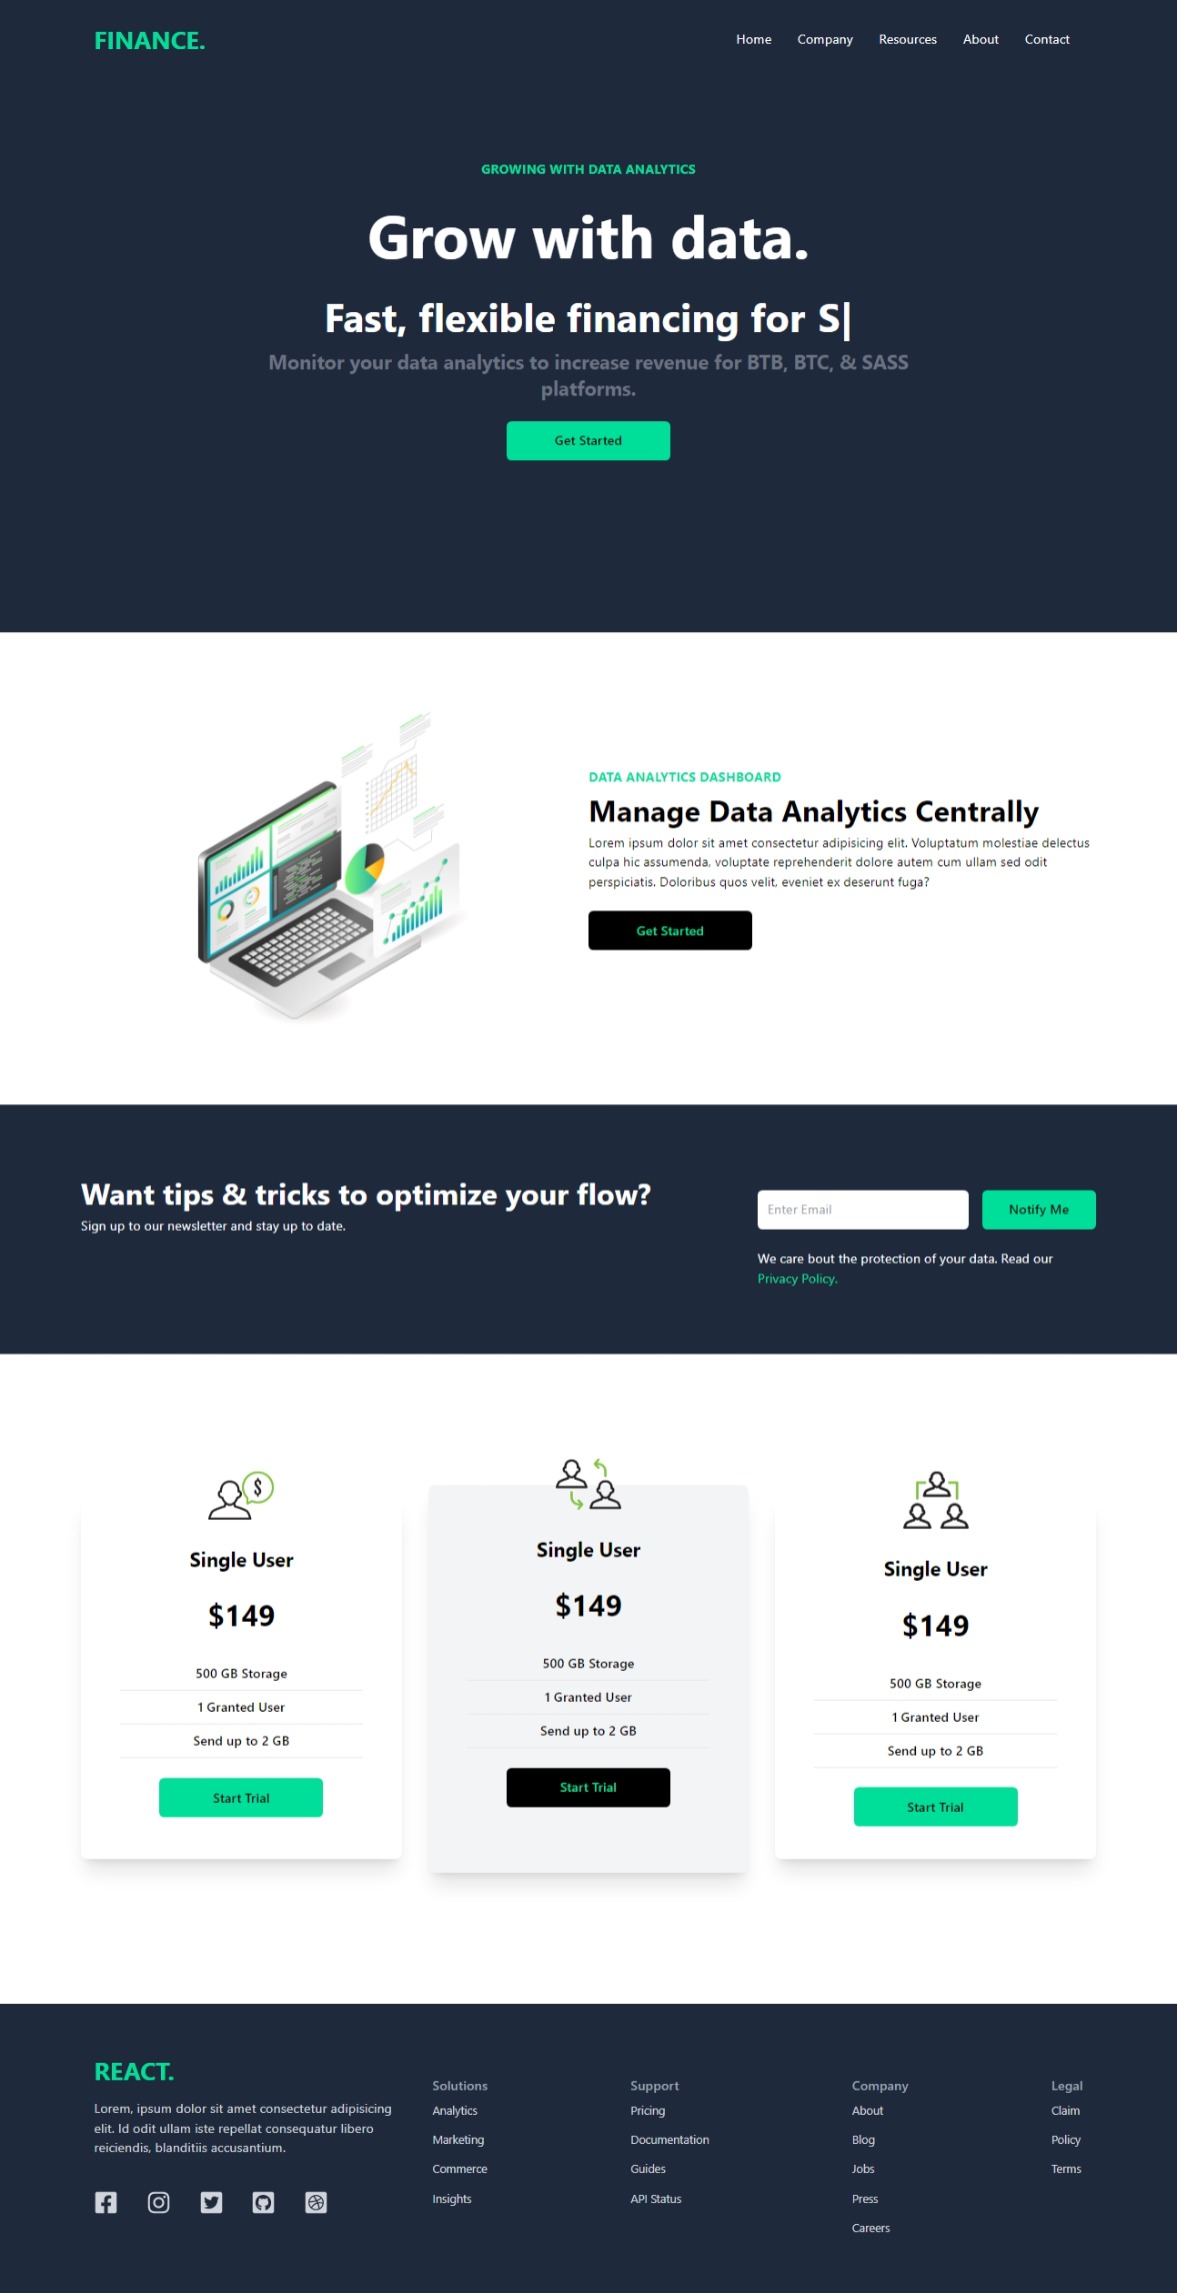 FINANCE.
Home Company Resources About Contact
GROWING WITH DATA ANALYTICS
Grow with data.
Fast, flexible financing for S|
Monitor your data analytics to increase revenue for BTB, BTC, & SASS
platforms.
Get Started
DATA ANALYTICS DASHBOARD
Manage Data Analytics Centrally
Lorem ipsum dolor sit amet consectetur adipisicing elit. Voluptatum molestiae delectus
culpa hic assumenda, voluptate reprehenderit dolore autem cum ullam sed odit
perspiciatis. Doloribus quos velit, eveniet ex deserunt fuga?
Get Started
Want tips & tricks to optimize your flow?
Sign up to our newsletter and stay up to date.
Enter Email
Notify Me
We care bout the protection of your data. Read our
Privacy Policy.
$
Single User
$149
500 GB Storage
1 Granted User
Send up to 2 GB
Start Trial
Single User
$149
500 GB Storage
1 Granted User
Send up to 2 GB
Start Trial
Single User
$149
500 GB Storage
1 Granted User
Send up to 2 GB
Start Trial
REACT.
Lorem, ipsum dolor sit amet consectetur adipisicing
elit. Id odit ullam iste repellat consequatur libero
reiciendis, blanditiis accusantium.
Solutions
Analytics
Marketing
Commerce
Insights
Support
Pricing
Documentation
Guides
API Status
Company
About
Blog
Jobs
Press
Careers
Legal
Claim
Policy
Terms